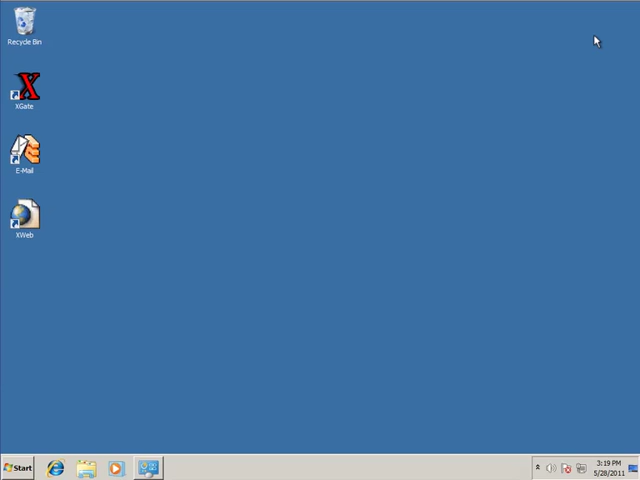 Recycle Bin
XGate
E-Mail
XWeb
Start
3:19 PM
5/28/2011